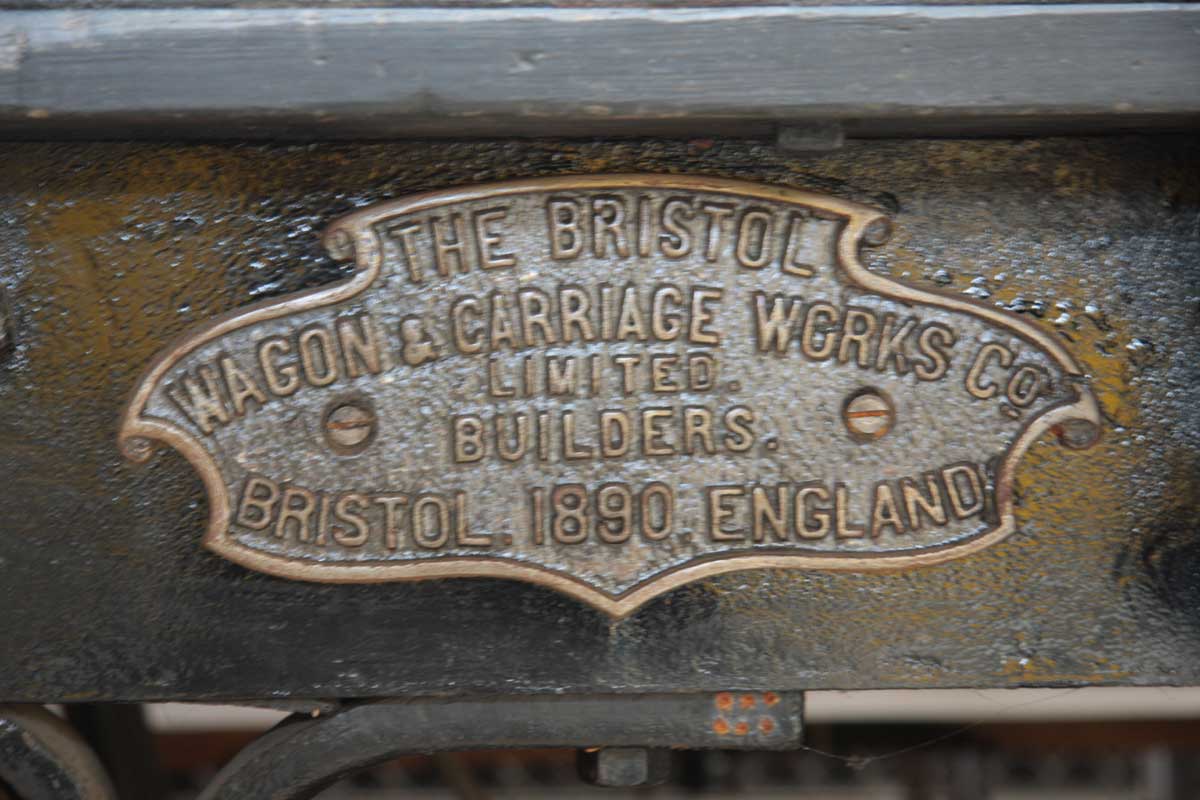 THE BRISTOL
WAGON & CARRIAGE WORKS Co.
LIMITED.
BUILDERS.
BRISTOL. 1890. ENGLAND